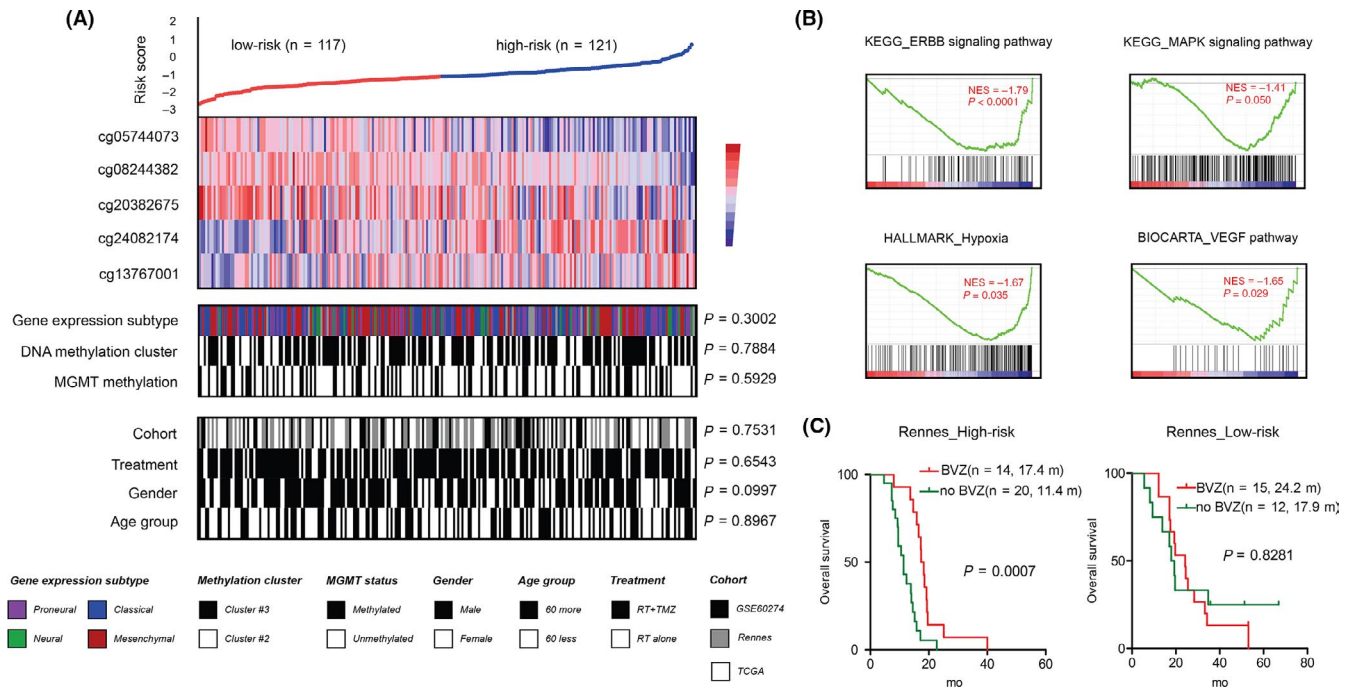 (A)
2
1
0
−1
−2
−3
Risk score
low-risk (n = 117)
high-risk (n = 121)
cg05744073
cg08244382
cg20382675
cg24082174
cg13767001
Gene expression subtype
P = 0.3002
DNA methylation cluster
P = 0.7884
MGMT methylation
P = 0.5929
Cohort
P = 0.7531
Treatment
P = 0.6543
Gender
P = 0.0997
Age group
P = 0.8967
Gene expression subtype
Proneural
Classical
Neural
Mesenchymal
Methylation cluster
Cluster #3
Cluster #2
MGMT status
Methylated
Unmethylated
Gender
Male
Female
Age group
60 more
60 less
Treatment
RT+TMZ
RT alone
Cohort
GSE60274
Rennes
TCGA
(B)
KEGG_ERBB signaling pathway
NES = −1.79
P < 0.0001
KEGG_MAPK signaling pathway
NES = −1.41
P = 0.050
HALLMARK_Hypoxia
NES = −1.67
P = 0.035
BIOCARTA_VEGF pathway
NES = −1.65
P = 0.029
(C)
Rennes_High-risk
BVZ(n = 14, 17.4 m)
no BVZ(n = 20, 11.4 m)
P = 0.0007
Overall survival
100
50
0
0
20
40
60
mo
Rennes_Low-risk
BVZ(n = 15, 24.2 m)
no BVZ(n = 12, 17.9 m)
P = 0.8281
Overall survival
100
50
0
0
20
40
60
80
mo